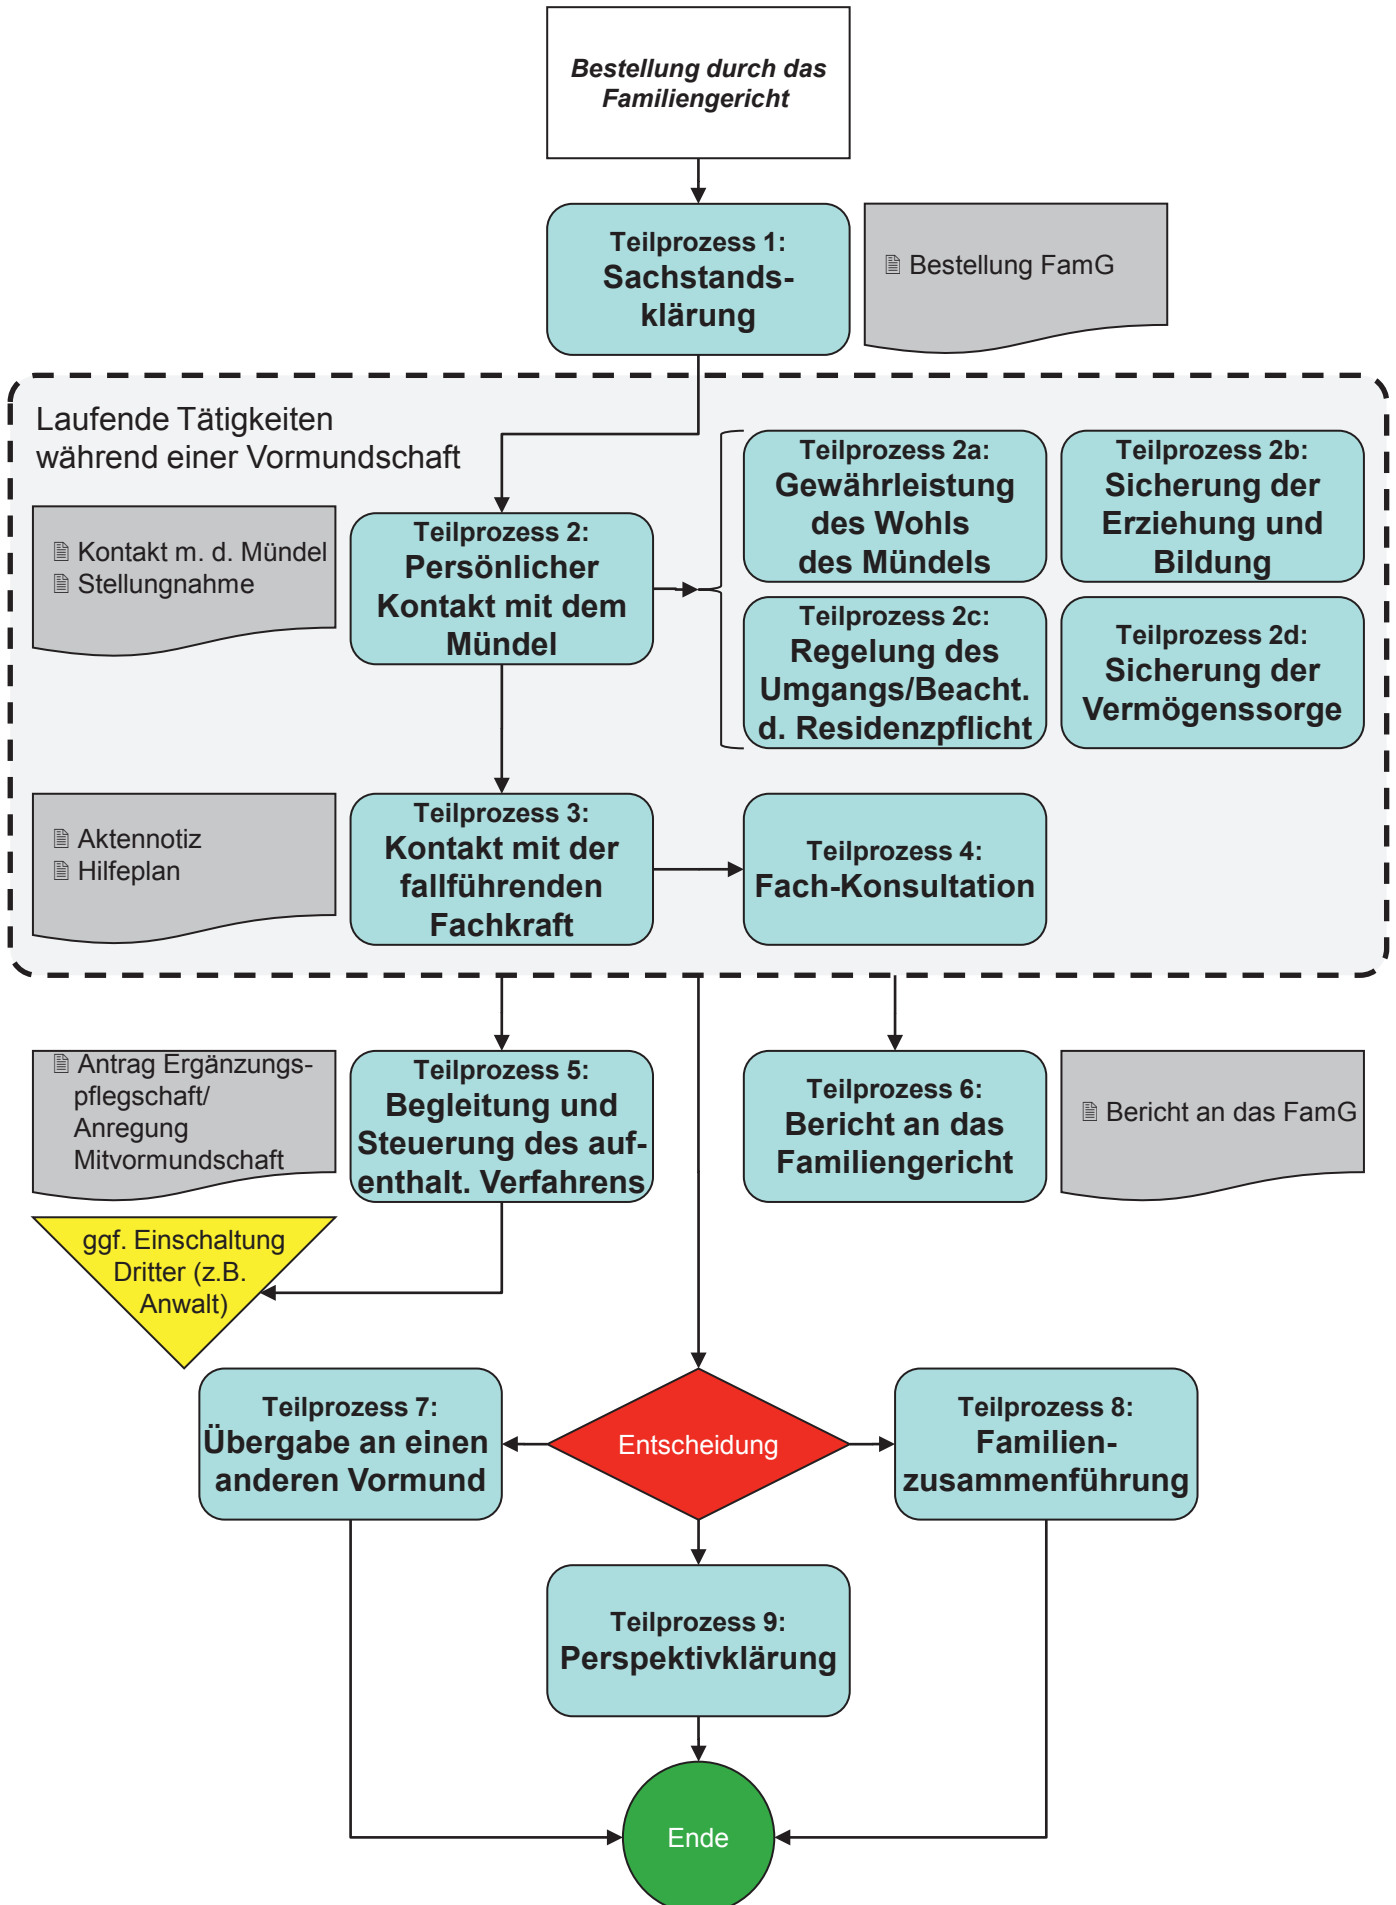 Bestellung durch das
Familiengericht
Teilprozess 1:
Sachstands-
klärung
Bestellung FamG
Laufende Tätigkeiten
während einer Vormundschaft
Kontakt m. d. Mündel
Stellungnahme
Teilprozess 2:
Persönlicher
Kontakt mit dem
Mündel
Teilprozess 2a:
Gewährleistung
des Wohls
des Mündels
Teilprozess 2b:
Sicherung der
Erziehung und
Bildung
Teilprozess 2c:
Regelung des
Umgangs/Beacht.
d. Residenzpflicht
Teilprozess 2d:
Sicherung der
Vermögenssorge
Aktennotiz
Hilfeplan
Teilprozess 3:
Kontakt mit der
fallführenden
Fachkraft
Teilprozess 4:
Fach-Konsultation
Antrag Ergänzungs-
pflegschaft/
Anregung
Mitvormundschaft
Teilprozess 5:
Begleitung und
Steuerung des auf-
enthalt. Verfahrens
Teilprozess 6:
Bericht an das
Familiengericht
Bericht an das FamG
ggf. Einschaltung
Dritter (z.B.
Anwalt)
Teilprozess 7:
Übergabe an einen
anderen Vormund
Entscheidung
Teilprozess 8:
Familien-
zusammenführung
Teilprozess 9:
Perspektivklärung
Ende